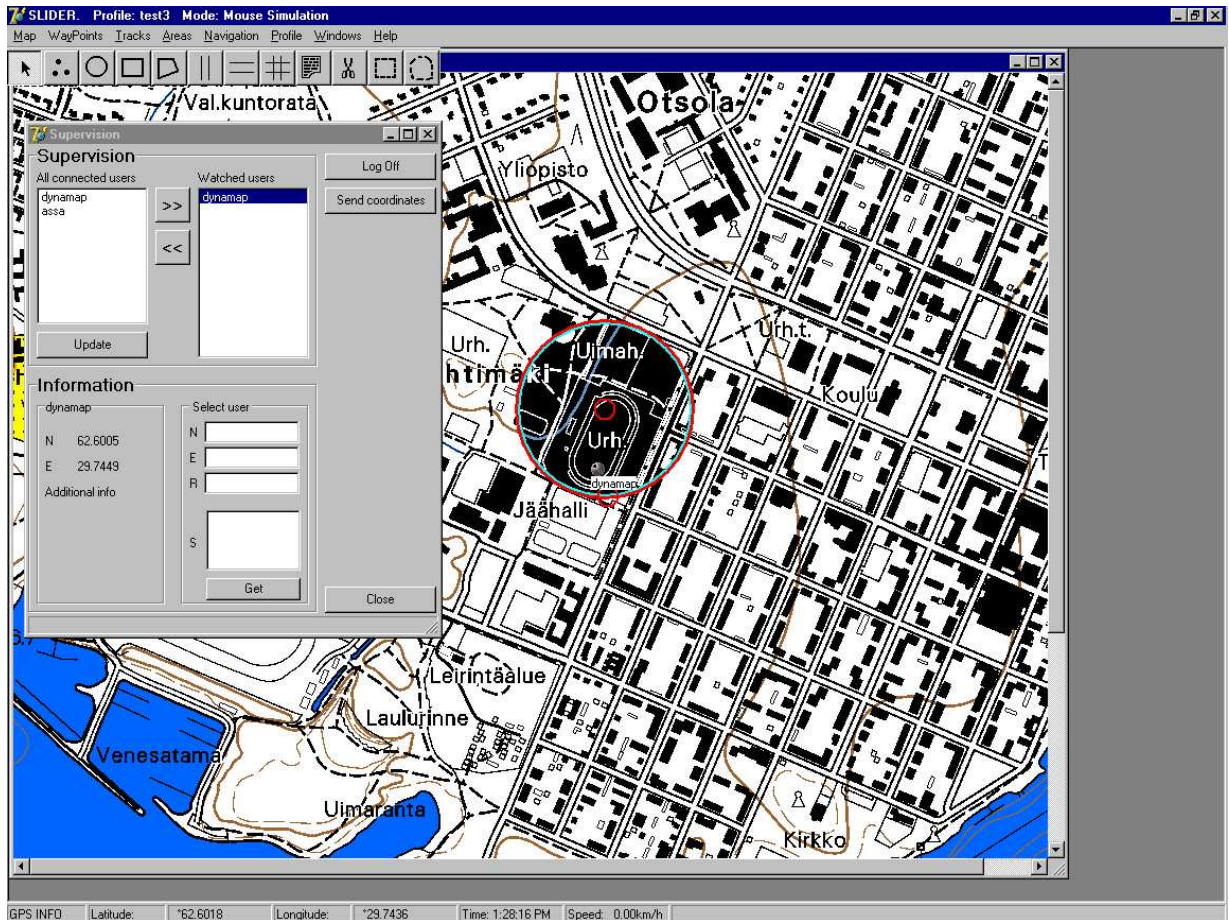 SLIDER. Profile: test3 Mode: Mouse Simulation
Map WayPoints Tracks Areas Navigation Profile Windows Help
Val.kuntorata
Otsola
Yliopisto
Supervision
Supervision
All connected users
Watched users
dynamap
assa
>>
<<
dynamap
Log Off
Send coordinates
Update
Information
dynamap
N 62.6005
E 29.7449
Additional info
Select user
N
E
R
S
Get
Close
Urh.
Uimah.
Urh.t.
htimäki
Koulu
Urh.
dynamap
Jäähalli
Leirintäalue
Laulurinne
Venesatama
Uimaranta
Kirkko
GPS INFO Latitude: °62.6018 Longitude: °29.7436 Time: 1:28:16 PM Speed: 0.00km/h